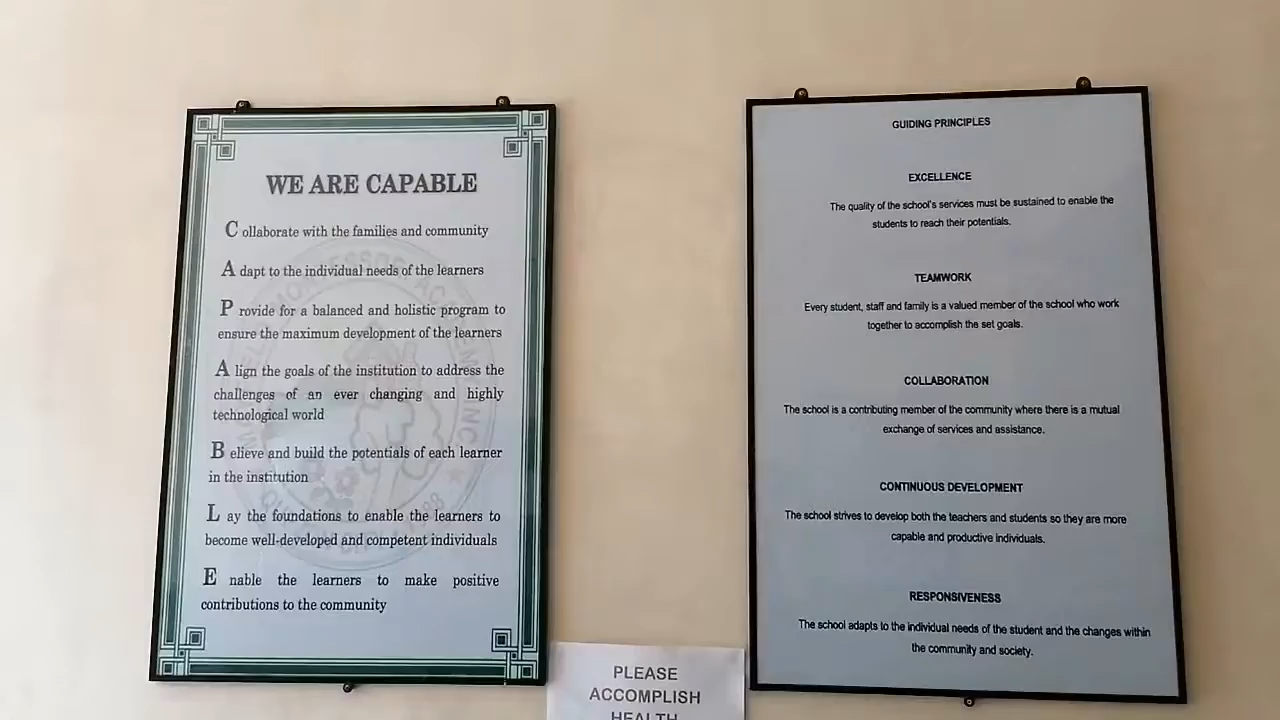 WE ARE CAPABLE
Collaborate with the families and community
Adapt to the individual needs of the learners
Provide for a balanced and holistic program to
ensure the maximum development of the learners
Align the goals of the institution to address the
challenges of an ever changing and highly
technological world
Believe and build the potentials of each learner
in the institution
Lay the foundations to enable the learners to
become well-developed and competent individuals
Enable the learners to make positive
contributions to the community
PLEASE
ACCOMPLISH
HEALTH
GUIDING PRINCIPLES
EXCELLENCE
The quality of the school's services must be sustained to enable the
students to reach their potentials.
TEAMWORK
Every student, staff and family is a valued member of the school who work
together to accomplish the set goals.
COLLABORATION
The school is a contributing member of the community where there is a mutual
exchange of services and assistance.
CONTINUOUS DEVELOPMENT
The school strives to develop both the teachers and students so they are more
capable and productive individuals.
RESPONSIVENESS
The school adapts to the individual needs of the student and the changes within
the community and society.